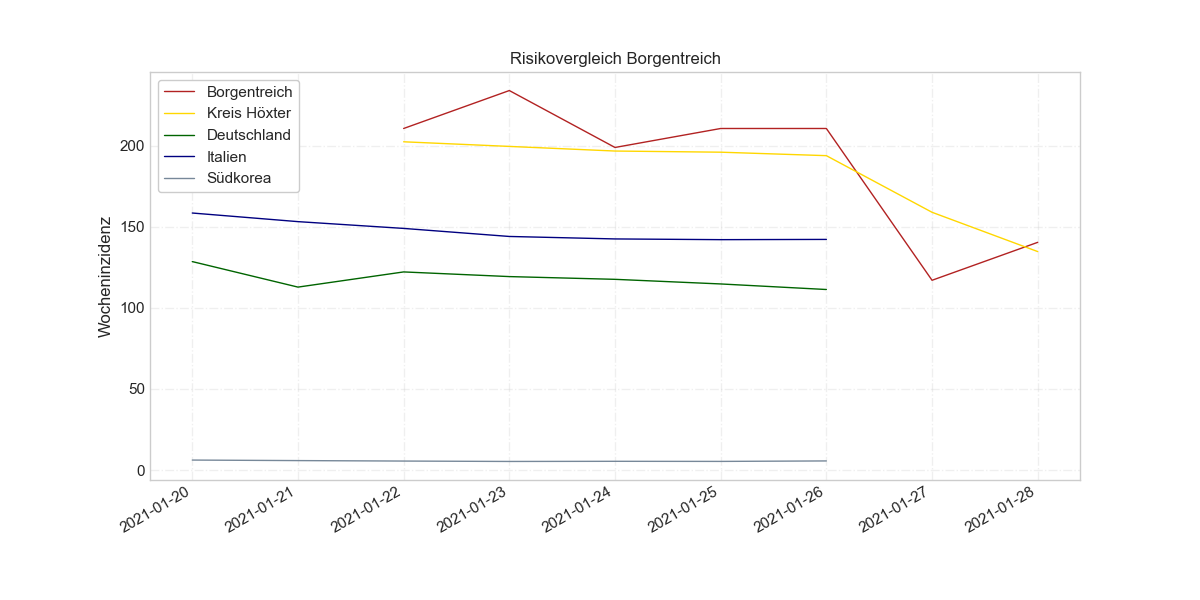 Risikovergleich Borgentreich
Borgentreich
Kreis Höxter
Deutschland
Italien
Südkorea
Wocheninzidenz
200
150
100
50
0
2021-01-20
2021-01-21
2021-01-22
2021-01-23
2021-01-24
2021-01-25
2021-01-26
2021-01-27
2021-01-28